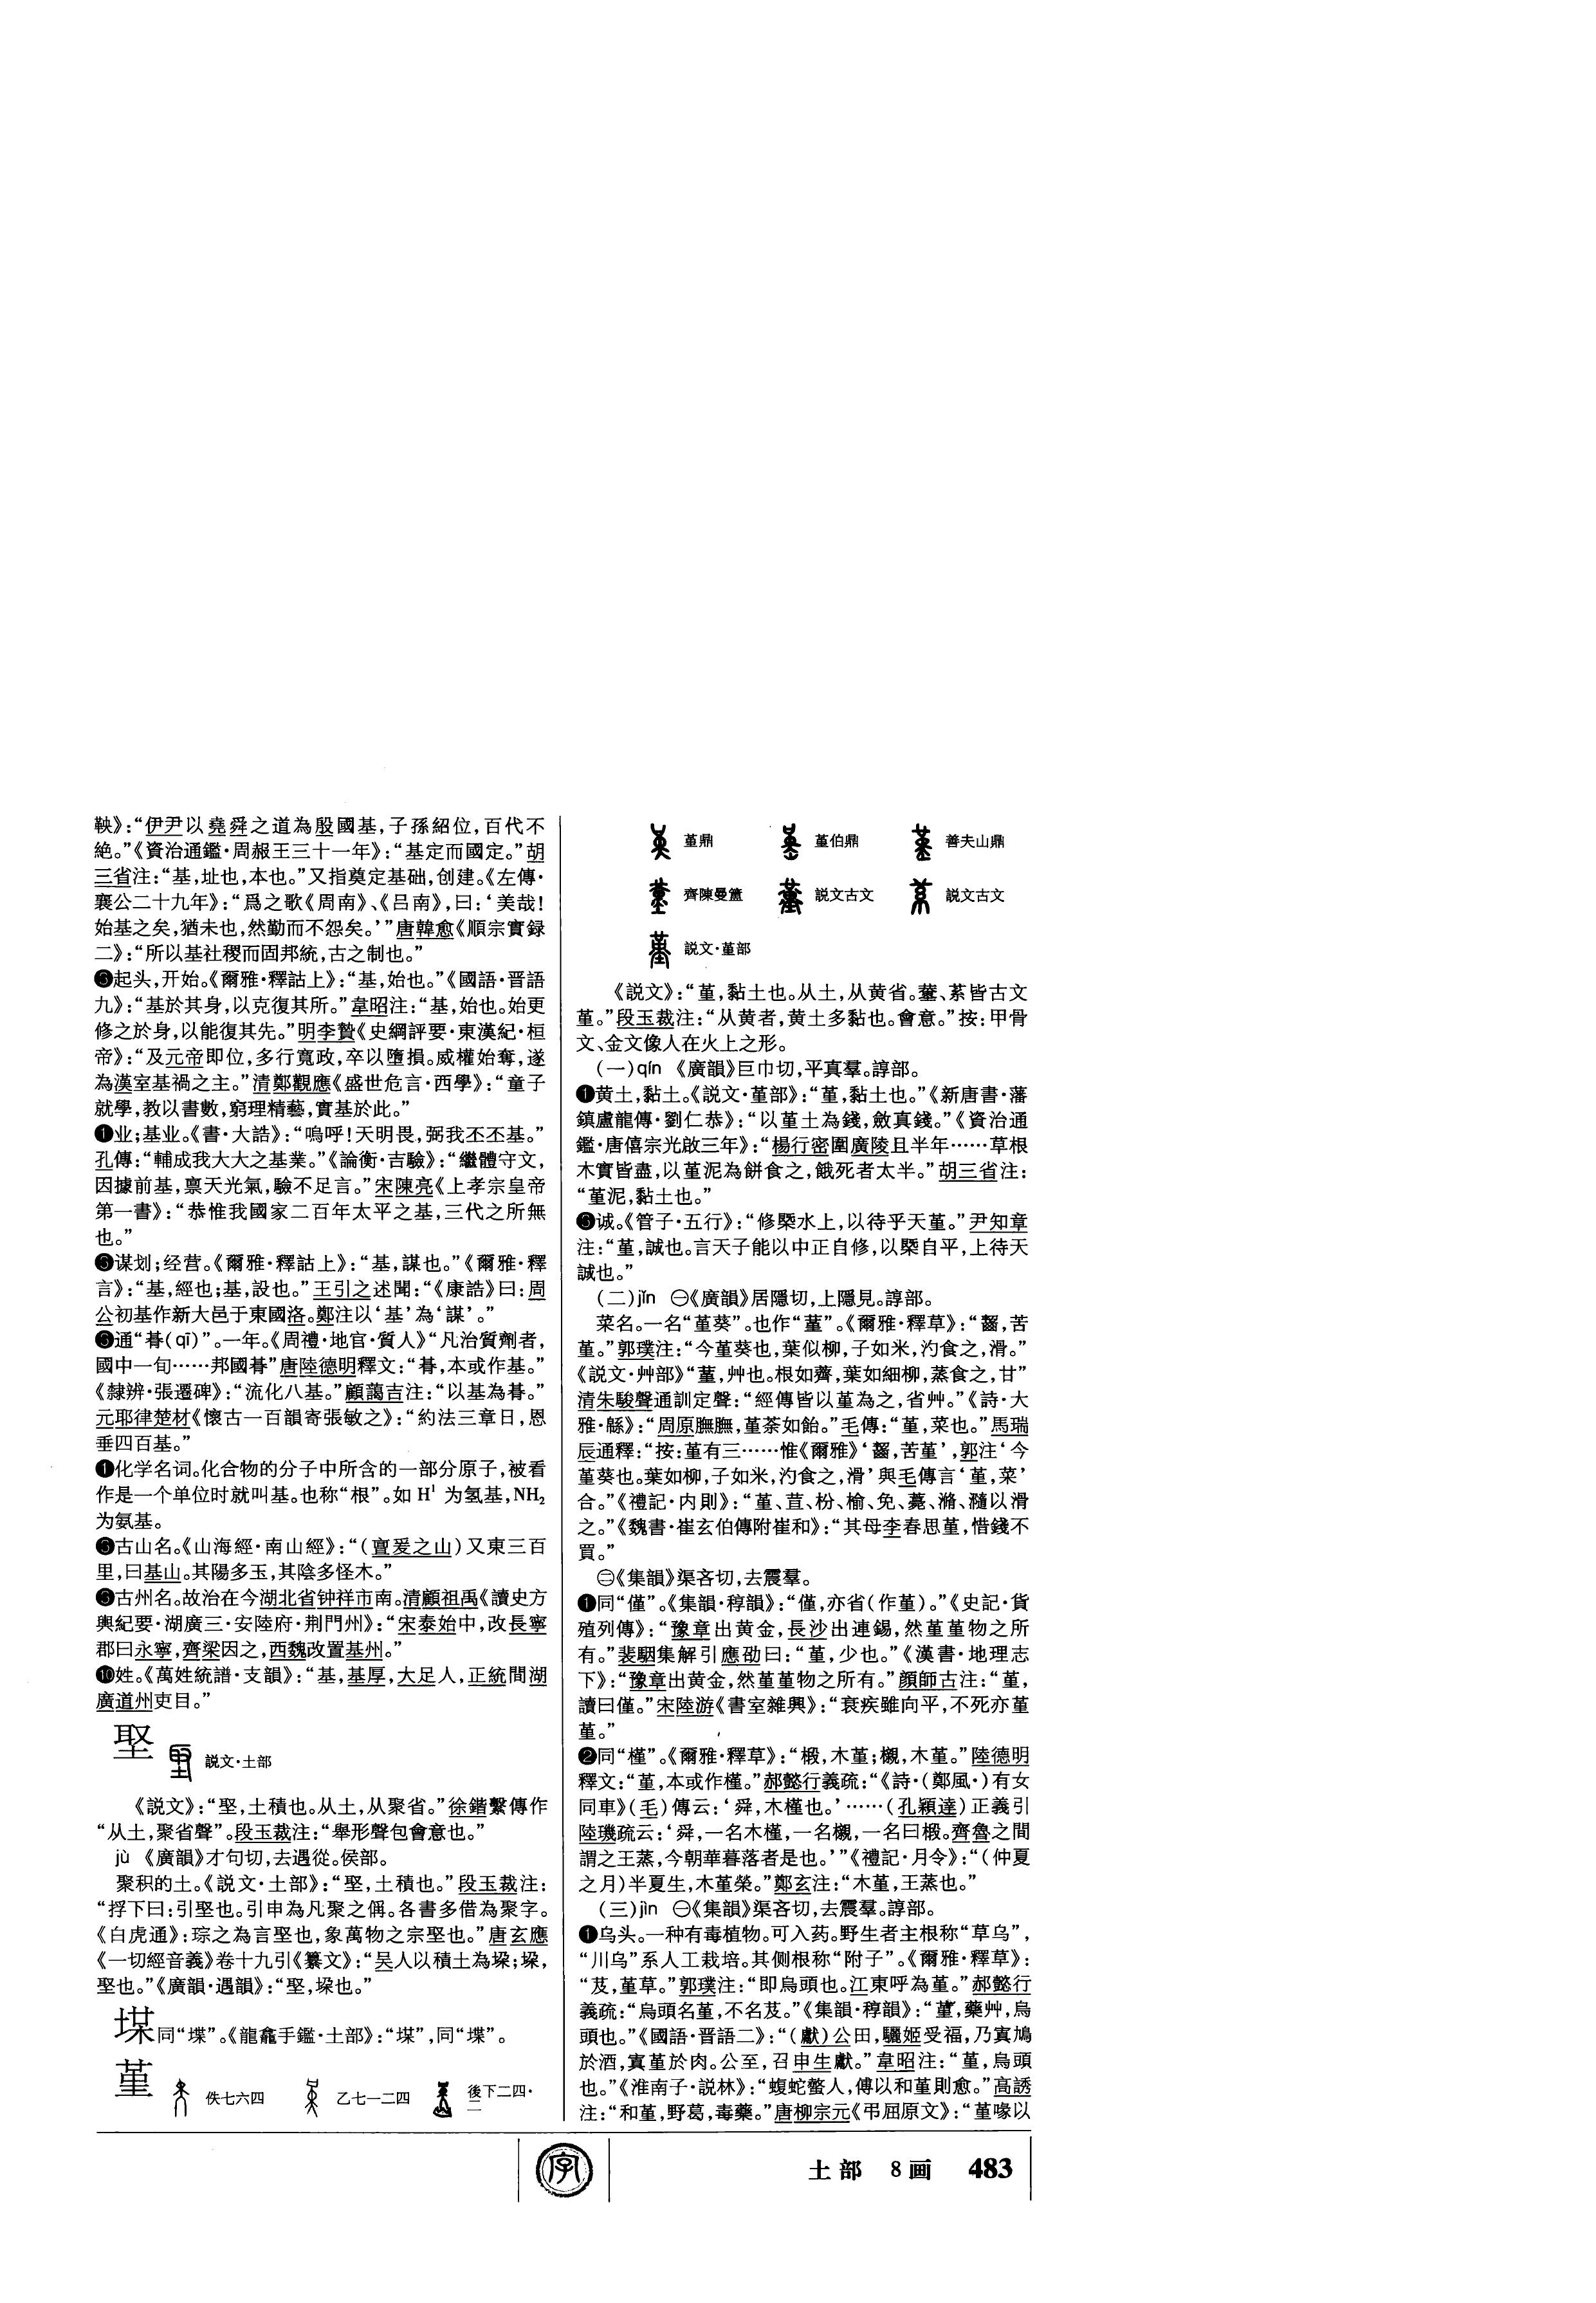 鞅》：“伊尹以堯舜之道為殷國基，子孫紹位，百代不
絶。”《資治通鑑·周赧王三十一年》：“基定而國定。”胡
三省注：“基，址也，本也。”又指奠定基础，创建。《左傳·
襄公二十九年》：“爲之歌《周南》、《吕南》，曰：‘美哉！
始基之矣，猶未也，然勤而不怨矣。’”唐韓愈《順宗實録
二》：“所以基社稷而固邦統，古之制也。”
❸起头，开始。《爾雅·釋詁上》：“基，始也。”《國語·晋語
九》：“基於其身，以克復其所。”韋昭注：“基，始也。始更
修之於身，以能復其先。”明李贄《史綱評要·東漢紀·桓
帝》：“及元帝即位，多行寬政，卒以墮損。威權始奪，遂
為漢室基禍之主。”清鄭觀應《盛世危言·西學》：“童子
就學，教以書數，窮理精藝，實基於此。”
❶业；基业。《書·大誥》：“嗚呼！天明畏，弼我丕丕基。”
孔傳：“輔成我大大之基業。”《論衡·吉驗》：“繼體守文，
因據前基，禀天光氣，驗不足言。”宋陳亮《上孝宗皇帝
第一書》：“恭惟我國家二百年太平之基，三代之所無
也。”
❸谋划；经营。《爾雅·釋詁上》：“基，謀也。”《爾雅·釋
言》：“基，經也；基，設也。”王引之述聞：“《康誥》曰：周
公初基作新大邑于東國洛。鄭注以‘基’為‘謀’。”
❸通“朞（qī）”。一年。《周禮·地官·質人》“凡治質劑者，
國中一旬……邦國朞”唐陸德明釋文：“朞，本或作基。”
《隸辨·張遷碑》：“流化八基。”顧藹吉注：“以基為朞。”
元耶律楚材《懷古一百韻寄張敏之》：“約法三章日，恩
垂四百基。”
❶化学名词。化合物的分子中所含的一部分原子，被看
作是一个单位时就叫基。也称“根”。如 H¹ 为氢基，NH₂
为氨基。
❸古山名。《山海經·南山經》：“（亶爰之山）又東三百
里，曰基山。其陽多玉，其陰多怪木。”
❸古州名。故治在今湖北省钟祥市南。清顧祖禹《讀史方
輿紀要·湖廣三·安陸府·荆門州》：“宋泰始中，改長寧
郡曰永寧，齊梁因之，西魏改置基州。”
❿姓。《萬姓統譜·支韻》：“基，基厚，大足人，正統間湖
廣道州吏目。”
堅 説文·土部
《説文》：“堅，土積也。从土，从聚省。”徐鍇繫傳作
“从土，聚省聲”。段玉裁注：“舉形聲包會意也。”
jù 《廣韻》才句切，去遇從。侯部。
聚积的土。《説文·土部》：“堅，土積也。”段玉裁注：
“捊下曰：引堅也。引申為凡聚之偁。各書多借為聚字。
《白虎通》：琮之為言堅也，象萬物之宗堅也。”唐玄應
《一切經音義》卷十九引《纂文》：“吴人以積土為垜；垜，
堅也。”《廣韻·遇韻》：“堅，垜也。”
堞同“堞”。《龍龕手鑑·土部》：“堞”，同“堞”。
堇 佚七六四 乙七一二四 後下二四·二
堇鼎 堇伯鼎 善夫山鼎
齊陳曼簠 説文古文 説文古文
説文·堇部
《説文》：“堇，黏土也。从土，从黄省。𦰌、𦰶皆古文
堇。”段玉裁注：“从黄者，黄土多黏也。會意。”按：甲骨
文、金文像人在火上之形。
（一）qín 《廣韻》巨巾切，平真羣。諄部。
❶黄土，黏土。《説文·堇部》：“堇，黏土也。”《新唐書·藩
鎮盧龍傳·劉仁恭》：“以堇土為錢，斂真錢。”《資治通
鑑·唐僖宗光啟三年》：“楊行密圍廣陵且半年……草根
木實皆盡，以堇泥為餅食之，餓死者太半。”胡三省注：
“堇泥，黏土也。”
❸诚。《管子·五行》：“修槩水上，以待乎天堇。”尹知章
注：“堇，誠也。言天子能以中正自修，以槩自平，上待天
誠也。”
（二）jǐn ㊀《廣韻》居隱切，上隱見。諄部。
菜名。一名“堇葵”。也作“蓳”。《爾雅·釋草》：“齧，苦
堇。”郭璞注：“今堇葵也，葉似柳，子如米，汋食之，滑。”
《説文·艸部》“蓳，艸也。根如薺，葉如細柳，蒸食之，甘”
清朱駿聲通訓定聲：“經傳皆以堇為之，省艸。”《詩·大
雅·緜》：“周原膴膴，堇荼如飴。”毛傳：“堇，菜也。”馬瑞
辰通釋：“按：堇有三……惟《爾雅》‘齧，苦堇’，郭注‘今
堇葵也。葉如柳，子如米，汋食之，滑’與毛傳言‘堇，菜’
合。”《禮記·内則》：“堇、荁、枌、榆、免、薧、滫、瀡以滑
之。”《魏書·崔玄伯傳附崔和》：“其母李春思堇，惜錢不
買。”
㊁《集韻》渠吝切，去震羣。
❶同“僅”。《集韻·稕韻》：“僅，亦省（作堇）。”《史記·貨
殖列傳》：“豫章出黄金，長沙出連錫，然堇堇物之所
有。”裴駰集解引應劭曰：“堇，少也。”《漢書·地理志
下》：“豫章出黄金，然堇堇物之所有。”顔師古注：“堇，
讀曰僅。”宋陸游《書室雜興》：“衰疾雖向平，不死亦堇
堇。”
❷同“槿”。《爾雅·釋草》：“椴，木堇；櫬，木堇。”陸德明
釋文：“堇，本或作槿。”郝懿行義疏：“《詩·（鄭風·）有女
同車》（毛）傳云：‘舜，木槿也。’……（孔穎達）正義引
陸璣疏云：‘舜，一名木槿，一名櫬，一名曰椴。齊魯之間
謂之王蒸，今朝華暮落者是也。’”《禮記·月令》：“（仲夏
之月）半夏生，木堇榮。”鄭玄注：“木堇，王蒸也。”
（三）jìn ㊀《集韻》渠吝切，去震羣。諄部。
❶乌头。一种有毒植物。可入药。野生者主根称“草乌”，
“川乌”系人工栽培。其侧根称“附子”。《爾雅·釋草》：
“芨，堇草。”郭璞注：“即烏頭也。江東呼為堇。”郝懿行
義疏：“烏頭名堇，不名芨。”《集韻·稕韻》：“蓳，藥艸，烏
頭也。”《國語·晋語二》：“（獻）公田，驪姬受福，乃寘鴆
於酒，寘堇於肉。公至，召申生獻。”韋昭注：“堇，烏頭
也。”《淮南子·説林》：“蝮蛇螫人，傅以和堇則愈。”高誘
注：“和堇，野葛，毒藥。”唐柳宗元《弔屈原文》：“堇喙以
字
土部 8画 483